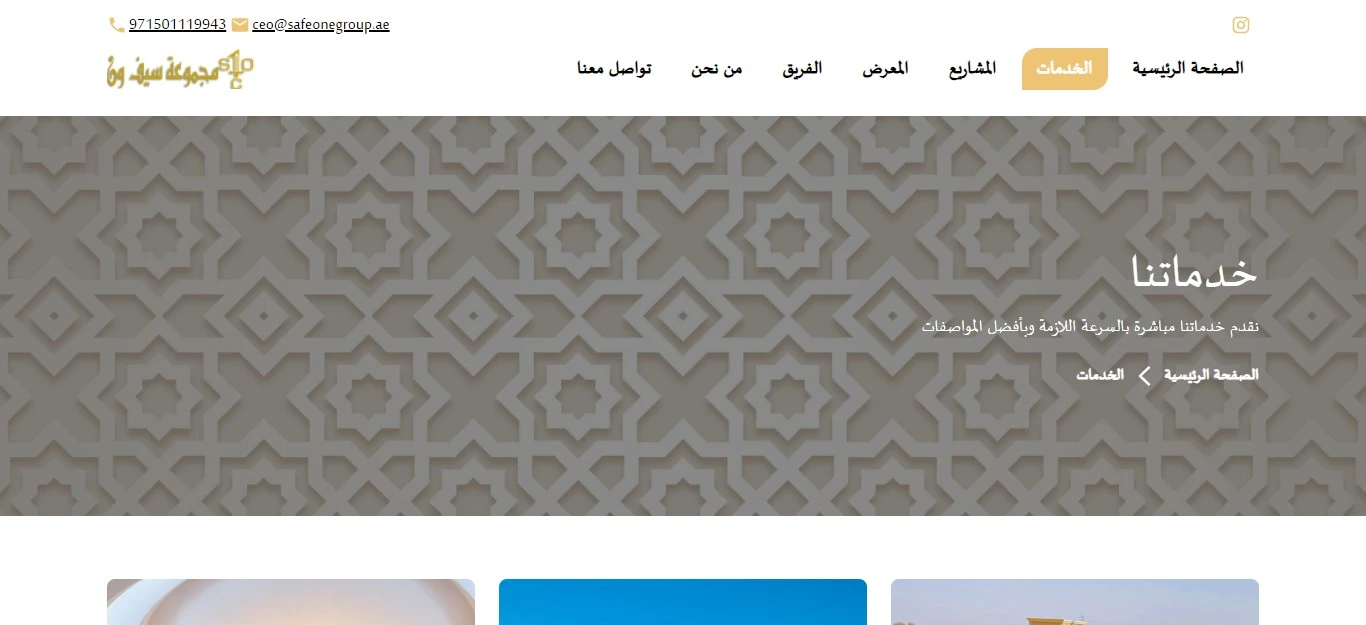 971501119943 ceo@safeonegroup.ae
مجموعة سيف ون
الصفحة الرئيسية الخدمات المشاريع المعرض الفريق من نحن تواصل معنا
خدماتنا
نقدم خدماتنا مباشرة بالسرعة اللازمة وبأفضل المواصفات
الصفحة الرئيسية الخدمات